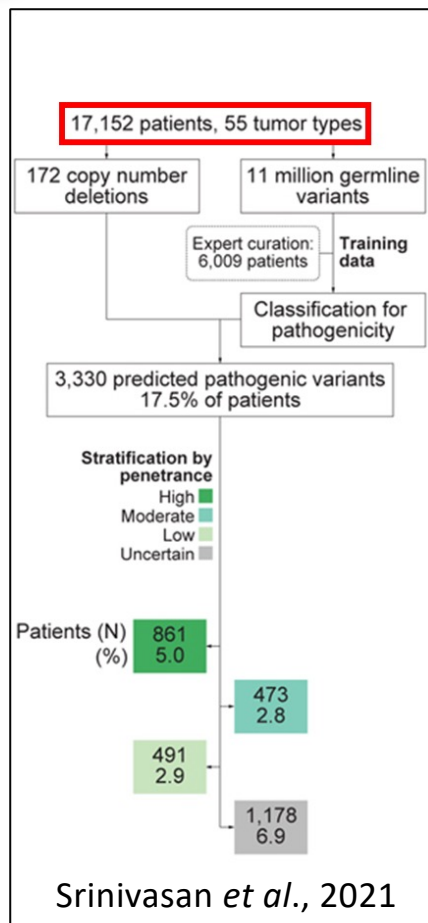 17,152 patients, 55 tumor types
172 copy number
deletions
11 million germline
variants
Expert curation:
6,009 patients
Training
data
Classification for
pathogenicity
3,330 predicted pathogenic variants
17.5% of patients
Stratification by
penetrance
High
Moderate
Low
Uncertain
Patients (N)
(%)
861
5.0
473
2.8
491
2.9
1,178
6.9
Srinivasan et al., 2021